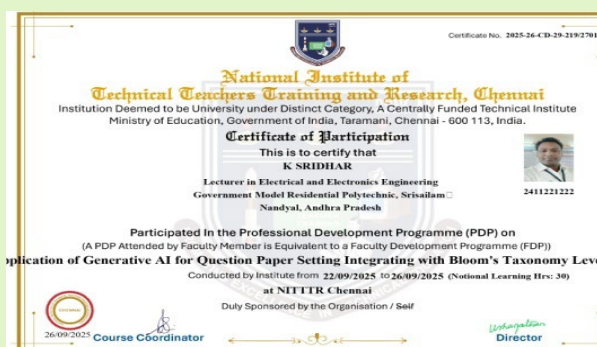 Certificate No. 2025-26-CD-29-219/2701
National Institute of
Technical Teachers Training and Research, Chennai
Institution Deemed to be University under Distinct Category, A Centrally Funded Technical Institute
Ministry of Education, Government of India, Taramani, Chennai - 600 113, India.
Certificate of Participation
This is to certify that
K SRIDHAR
Lecturer in Electrical and Electronics Engineering
Government Model Residential Polytechnic, Srisailam
Nandyal, Andhra Pradesh
2411221222
Participated In the Professional Development Programme (PDP) on
(A PDP Attended by Faculty Member is Equivalent to a Faculty Development Programme (FDP))
pplication of Generative AI for Question Paper Setting Integrating with Bloom's Taxonomy Leve
Conducted by Institute from 22/09/2025 to 26/09/2025 (Notional Learning Hrs: 30)
at NITTTR Chennai
Duly Sponsored by the Organisation / Self
26/09/2025 Course Coordinator
Director